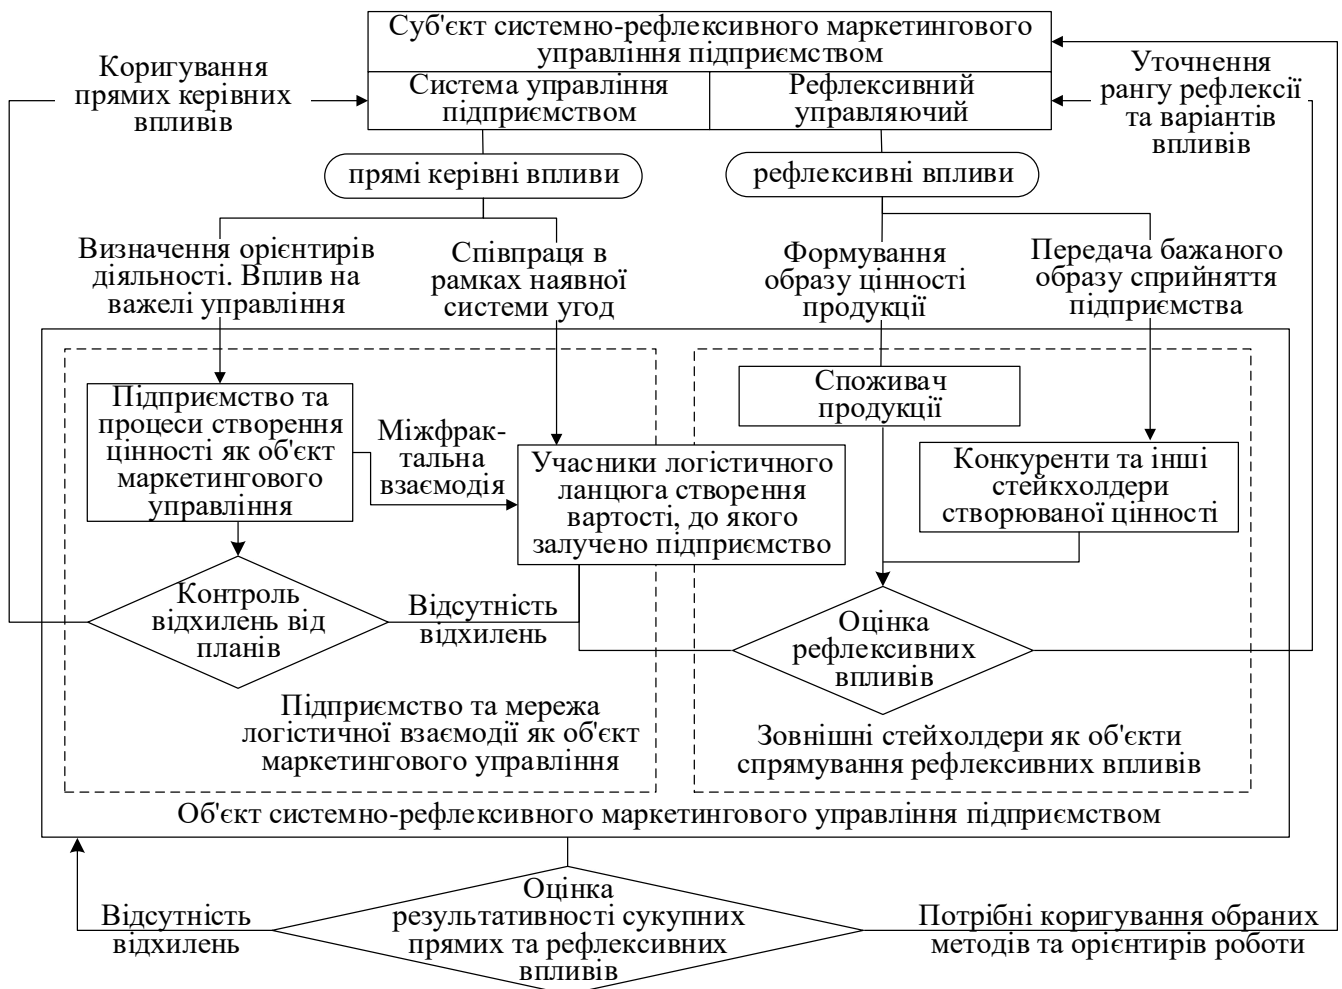 Суб'єкт системно-рефлексивного маркетингового
управління підприємством
Коригування
прямих керівних
впливів
Система управління
підприємством
Рефлексивний
управляючий
Уточнення
рангу рефлексії
та варіантів
впливів
прямі керівні впливи
рефлексивні впливи
Визначення орієнтирів
діяльності. Вплив на
важелі управління
Співпраця в
рамках наявної
системи угод
Формування
образу цінності
продукції
Передача бажаного
образу сприйняття
підприємства
Підприємство та
процеси створення
цінності як об'єкт
маркетингового
управління
Міжфрак-
тальна
взаємодія
Учасники логістичного
ланцюга створення
вартості, до якого
залучено підприємство
Споживач
продукції
Конкуренти та інші
стейкхолдери
створюваної цінності
Контроль
відхилень від
планів
Відсутність
відхилень
Оцінка
рефлексивних
впливів
Підприємство та мережа
логістичної взаємодії як об'єкт
маркетингового управління
Зовнішні стейхолдери як об'єкти
спрямування рефлексивних впливів
Об'єкт системно-рефлексивного маркетингового управління підприємством
Відсутність
відхилень
Оцінка
результативності сукупних
прямих та рефлексивних
впливів
Потрібні коригування обраних
методів та орієнтирів роботи